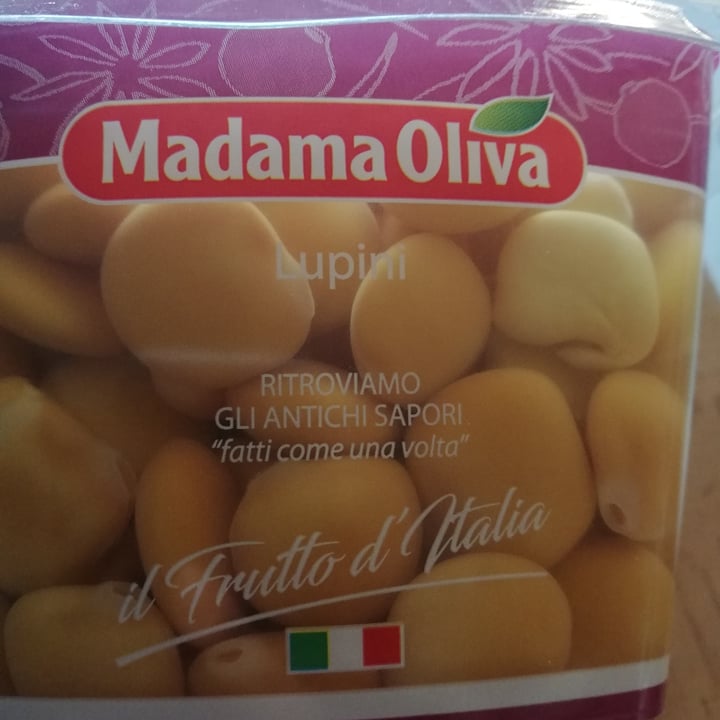 Madama Oliva
Lupini
RITROVIAMO
GLI ANTICHI SAPORI
"fatti come una volta"
il Frutto d'Italia